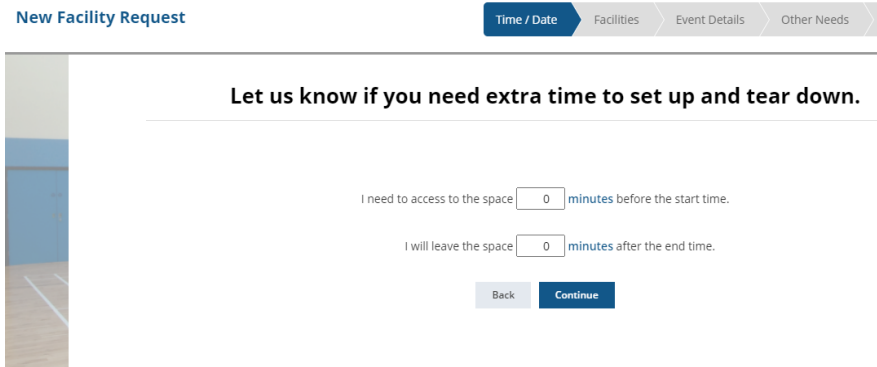 New Facility Request
Time / Date Facilities Event Details Other Needs
Let us know if you need extra time to set up and tear down.
I need to access to the space 0 minutes before the start time.
I will leave the space 0 minutes after the end time.
Back Continue